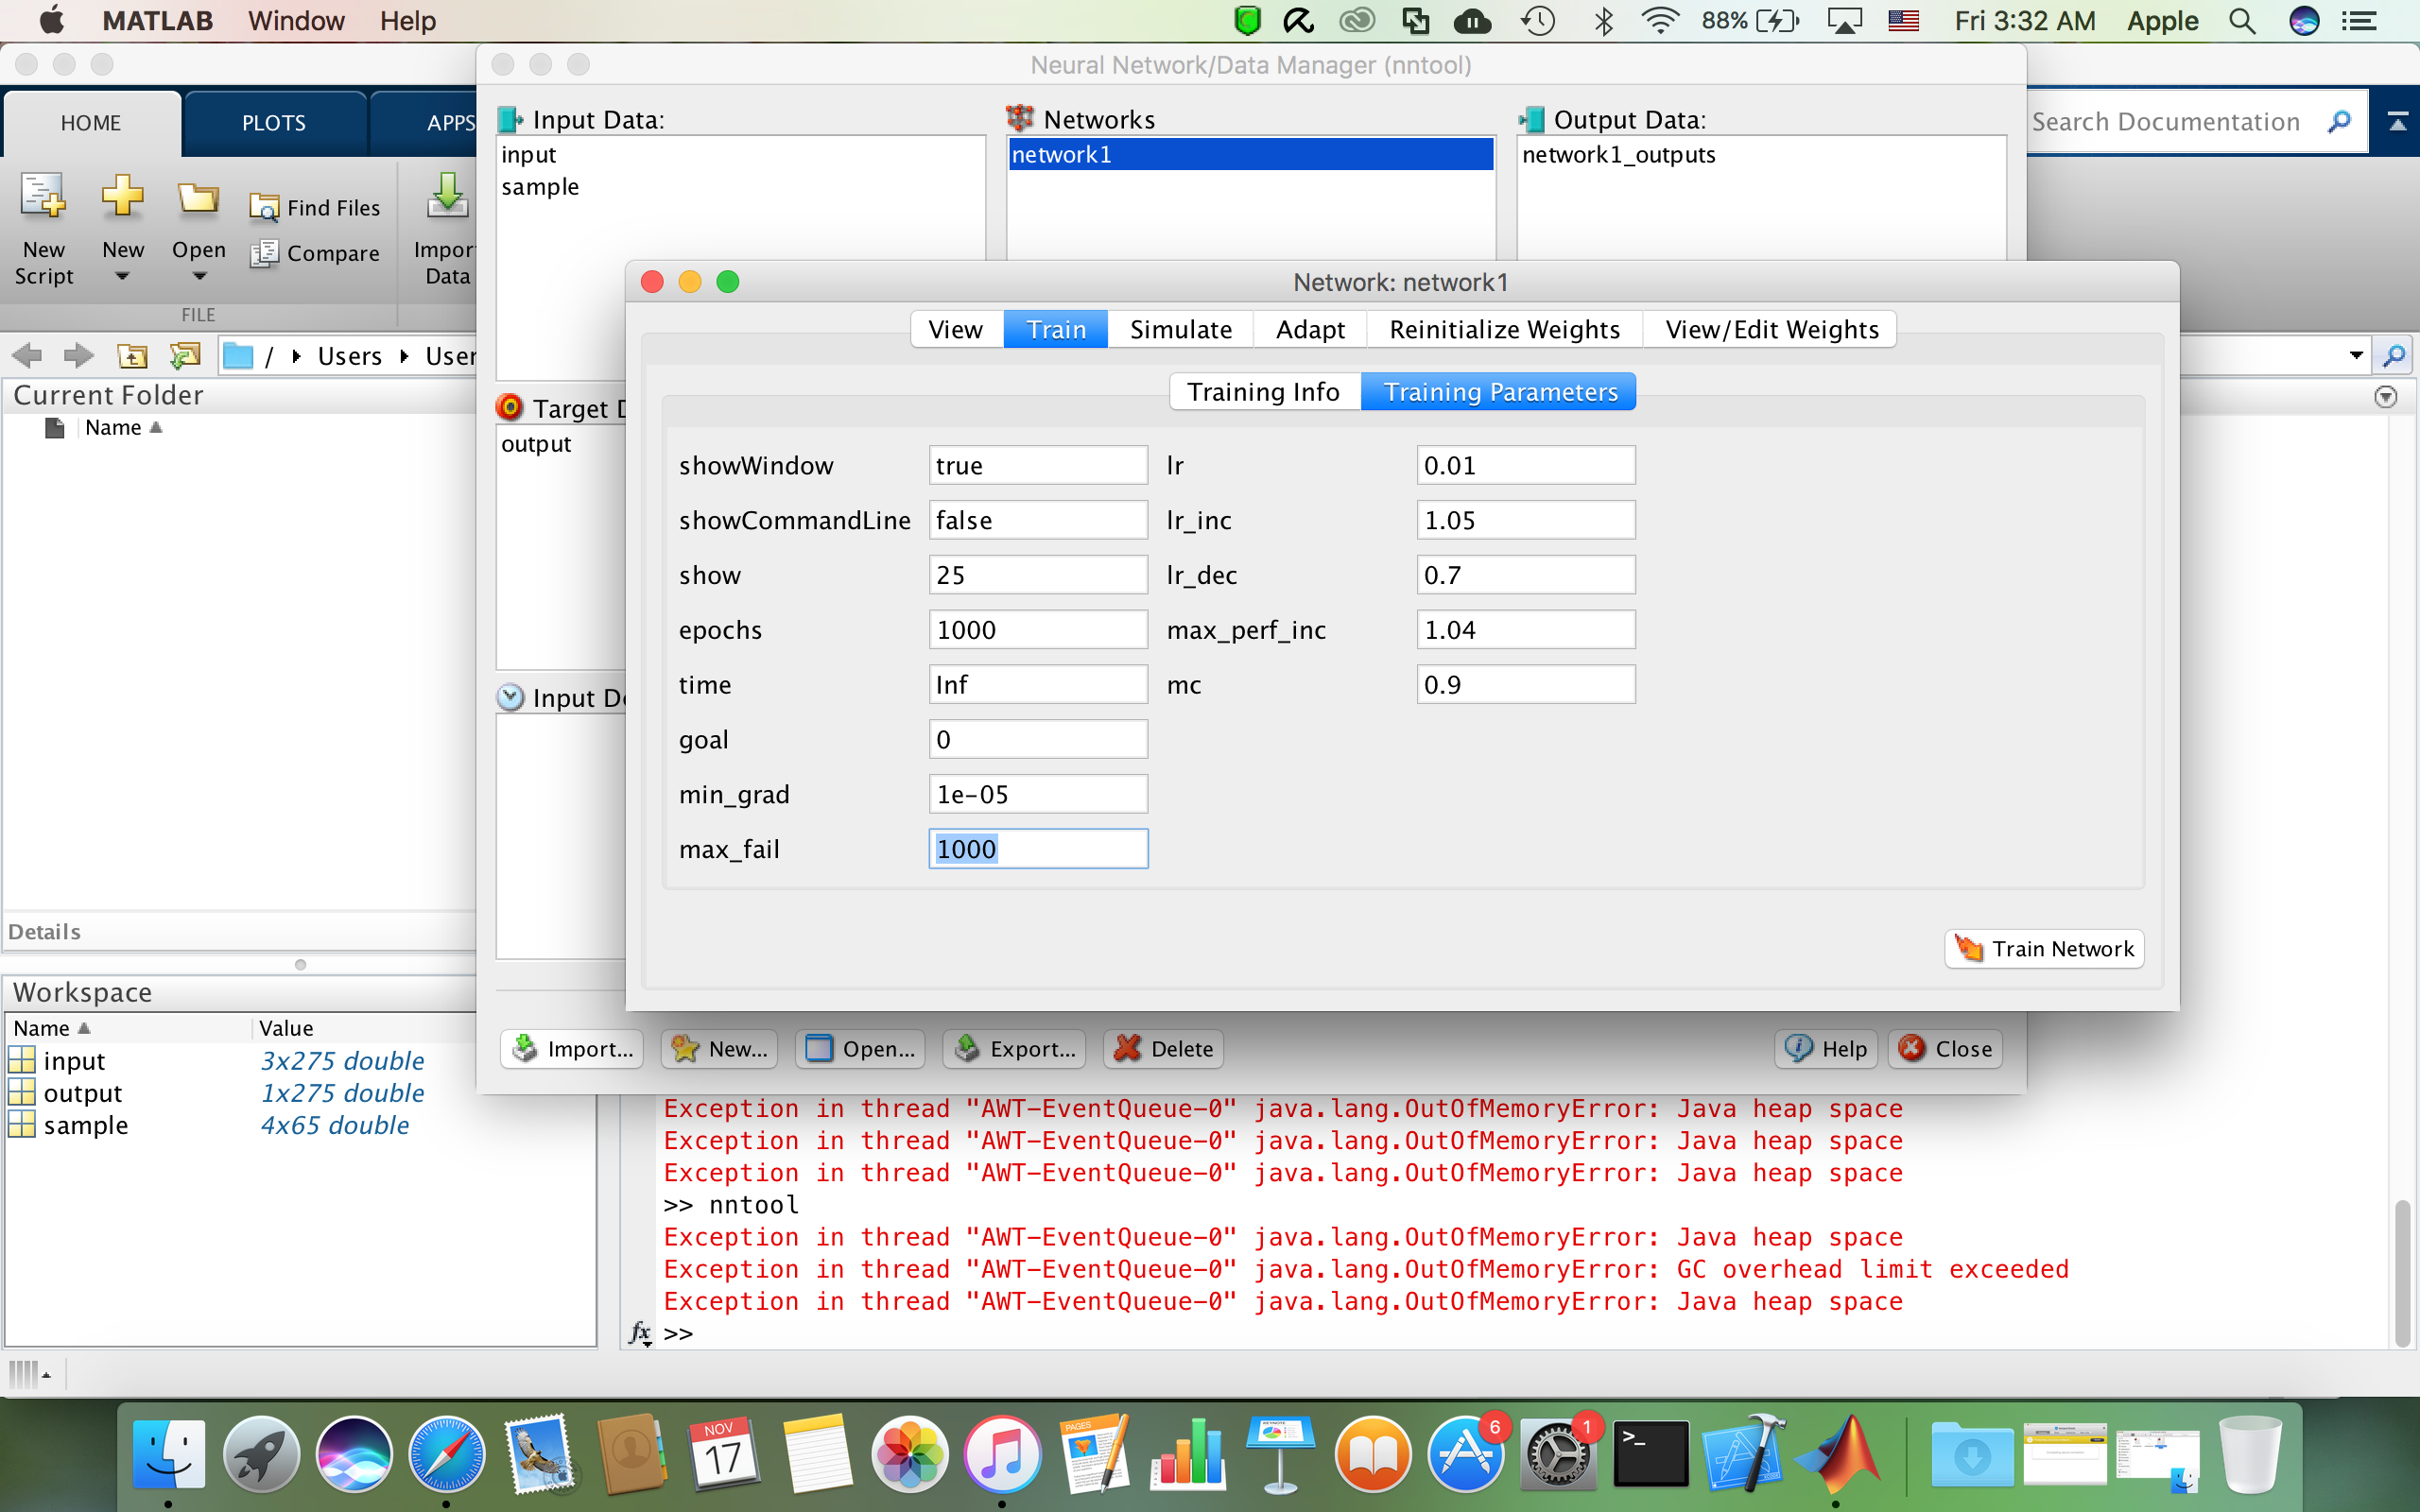 MATLAB Window Help 88% Fri 3:32 AM Apple
Neural Network/Data Manager (nntool)
HOME PLOTS APPS
Search Documentation
New Script
New
Open
Find Files
Compare
Import Data
FILE
/ Users
Current Folder
Name
Details
Workspace
Name Value
input 3x275 double
output 1x275 double
sample 4x65 double
Input Data:
input
sample
Networks
network1
Output Data:
network1_outputs
Target D
output
Input De
Network: network1
View Train Simulate Adapt Reinitialize Weights View/Edit Weights
Training Info Training Parameters
showWindow true lr 0.01
showCommandLine false lr_inc 1.05
show 25 lr_dec 0.7
epochs 1000 max_perf_inc 1.04
time Inf mc 0.9
goal 0
min_grad 1e-05
max_fail 1000
Train Network
Import... New... Open... Export... Delete Help Close
Exception in thread "AWT-EventQueue-0" java.lang.OutOfMemoryError: Java heap space
Exception in thread "AWT-EventQueue-0" java.lang.OutOfMemoryError: Java heap space
Exception in thread "AWT-EventQueue-0" java.lang.OutOfMemoryError: Java heap space
>> nntool
Exception in thread "AWT-EventQueue-0" java.lang.OutOfMemoryError: Java heap space
Exception in thread "AWT-EventQueue-0" java.lang.OutOfMemoryError: GC overhead limit exceeded
Exception in thread "AWT-EventQueue-0" java.lang.OutOfMemoryError: Java heap space
fx >>
NOV
17
PAGES
6
1
>_